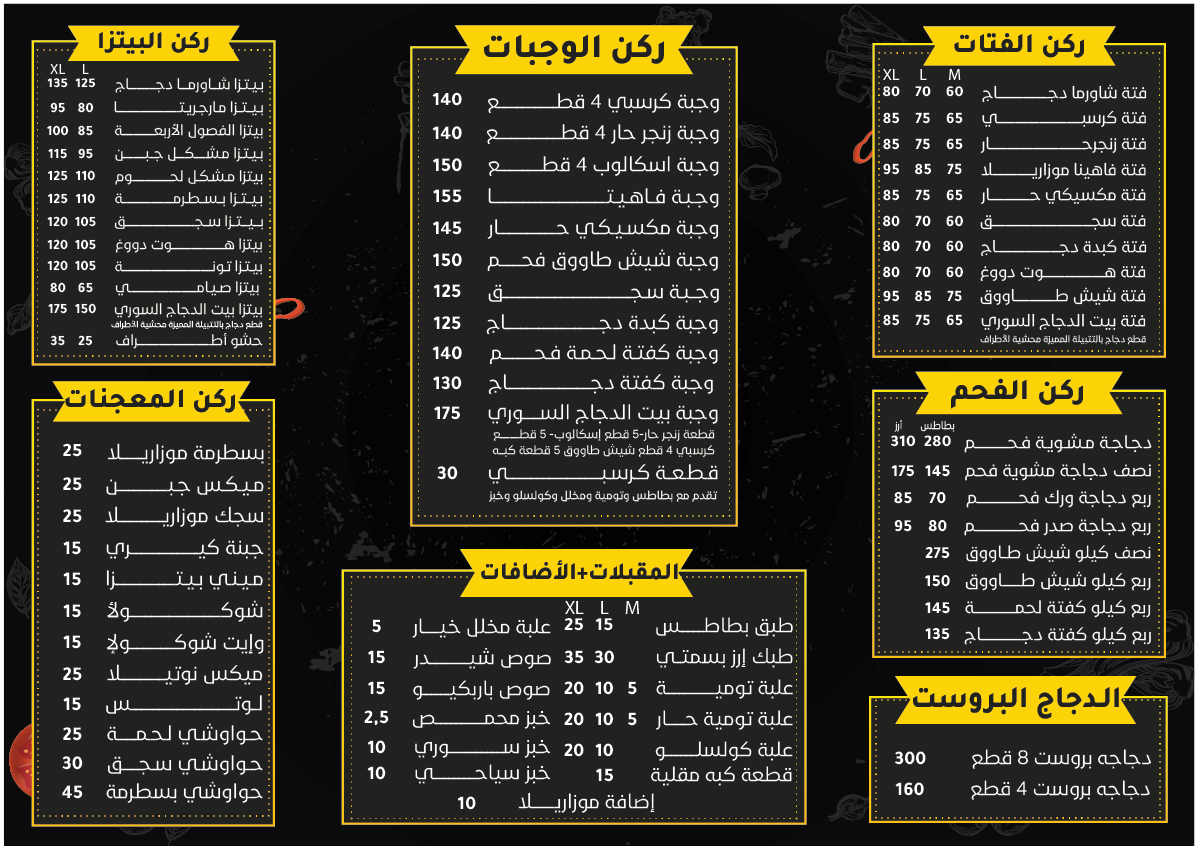 ركن الفتات
M L XL
فتة شاورما دجاج 60 70 80
فتة كرسبي 65 75 85
فتة زنجرحار 65 75 85
فتة فاهيتا موزاريلا 75 85 95
فتة مكسيكي حار 65 75 85
فتة سجق 60 70 80
فتة كبدة دجاج 60 70 80
فتة هوت دووغ 60 70 80
فتة شيش طاووق 75 85 95
فتة بيت الدجاج السوري 65 75 85
قطع دجاج بالتتبيلة المميزة محشية الأطراف
ركن الفحم
بطاطس أرز
دجاجة مشوية فحم 280 310
نصف دجاجة مشوية فحم 145 175
ربع دجاجة ورك فحم 70 85
ربع دجاجة صدر فحم 80 95
نصف كيلو شيش طاووق 275
ربع كيلو شيش طاووق 150
ربع كيلو كفتة لحمة 145
ربع كيلو كفتة دجاج 135
الدجاج البروست
دجاجه بروست 8 قطع 300
دجاجه بروست 4 قطع 160
ركن الوجبات
وجبة كرسبي 4 قطع 140
وجبة زنجر حار 4 قطع 140
وجبة اسكالوب 4 قطع 150
وجبة فاهيتا 155
وجبة مكسيكي حار 145
وجبة شيش طاووق فحم 150
وجبة سجق 125
وجبة كبدة دجاج 125
وجبة كفتة لحمة فحم 140
وجبة كفتة دجاج 130
وجبة بيت الدجاج السوري 175
قطعة زنجر حار-5 قطع إسكالوب- 5 قطع
كرسبي 4 قطع شيش طاووق 5 قطعة كبه
قطعة كرسبي 30
تقدم مع بطاطس وتومية ومخلل وكولسلو وخبز
المقبلات+الأضافات
M L XL
طبق بطاطس 15 25
طبك إرز بسمتي 30 35
علبة تومية 5 10 20
علبة تومية حار 5 10 20
علبة كولسلو 10 20
قطعة كبه مقلية 15
علبة مخلل خيار 5
صوص شيدر 15
صوص باربكيو 15
خبز محمص 2,5
خبز سوري 10
خبز سياحي 10
إضافة موزاريلا 10
ركن البيتزا
L XL
بيتزا شاورما دجاج 125 135
بيتزا مارجريتا 80 95
بيتزا الفصول الأربعة 85 100
بيتزا مشكل جبن 95 115
بيتزا مشكل لحوم 110 125
بيتزا بسطرمة 110 125
بيتزا سجق 105 120
بيتزا هوت دووغ 105 120
بيتزا تونة 105 120
بيتزا صيامي 65 80
بيتزا بيت الدجاج السوري 150 175
قطع دجاج بالتتبيلة المميزة محشية الأطراف
حشو أطراف 25 35
ركن المعجنات
بسطرمة موزاريلا 25
ميكس جبن 25
سجك موزاريلا 25
جبنة كيري 15
ميني بيتزا 15
شوكولأ 15
وايت شوكولإ 15
ميكس نوتيلا 25
لوتس 15
حواوشي لحمة 25
حواوشي سجق 30
حواوشي بسطرمة 45